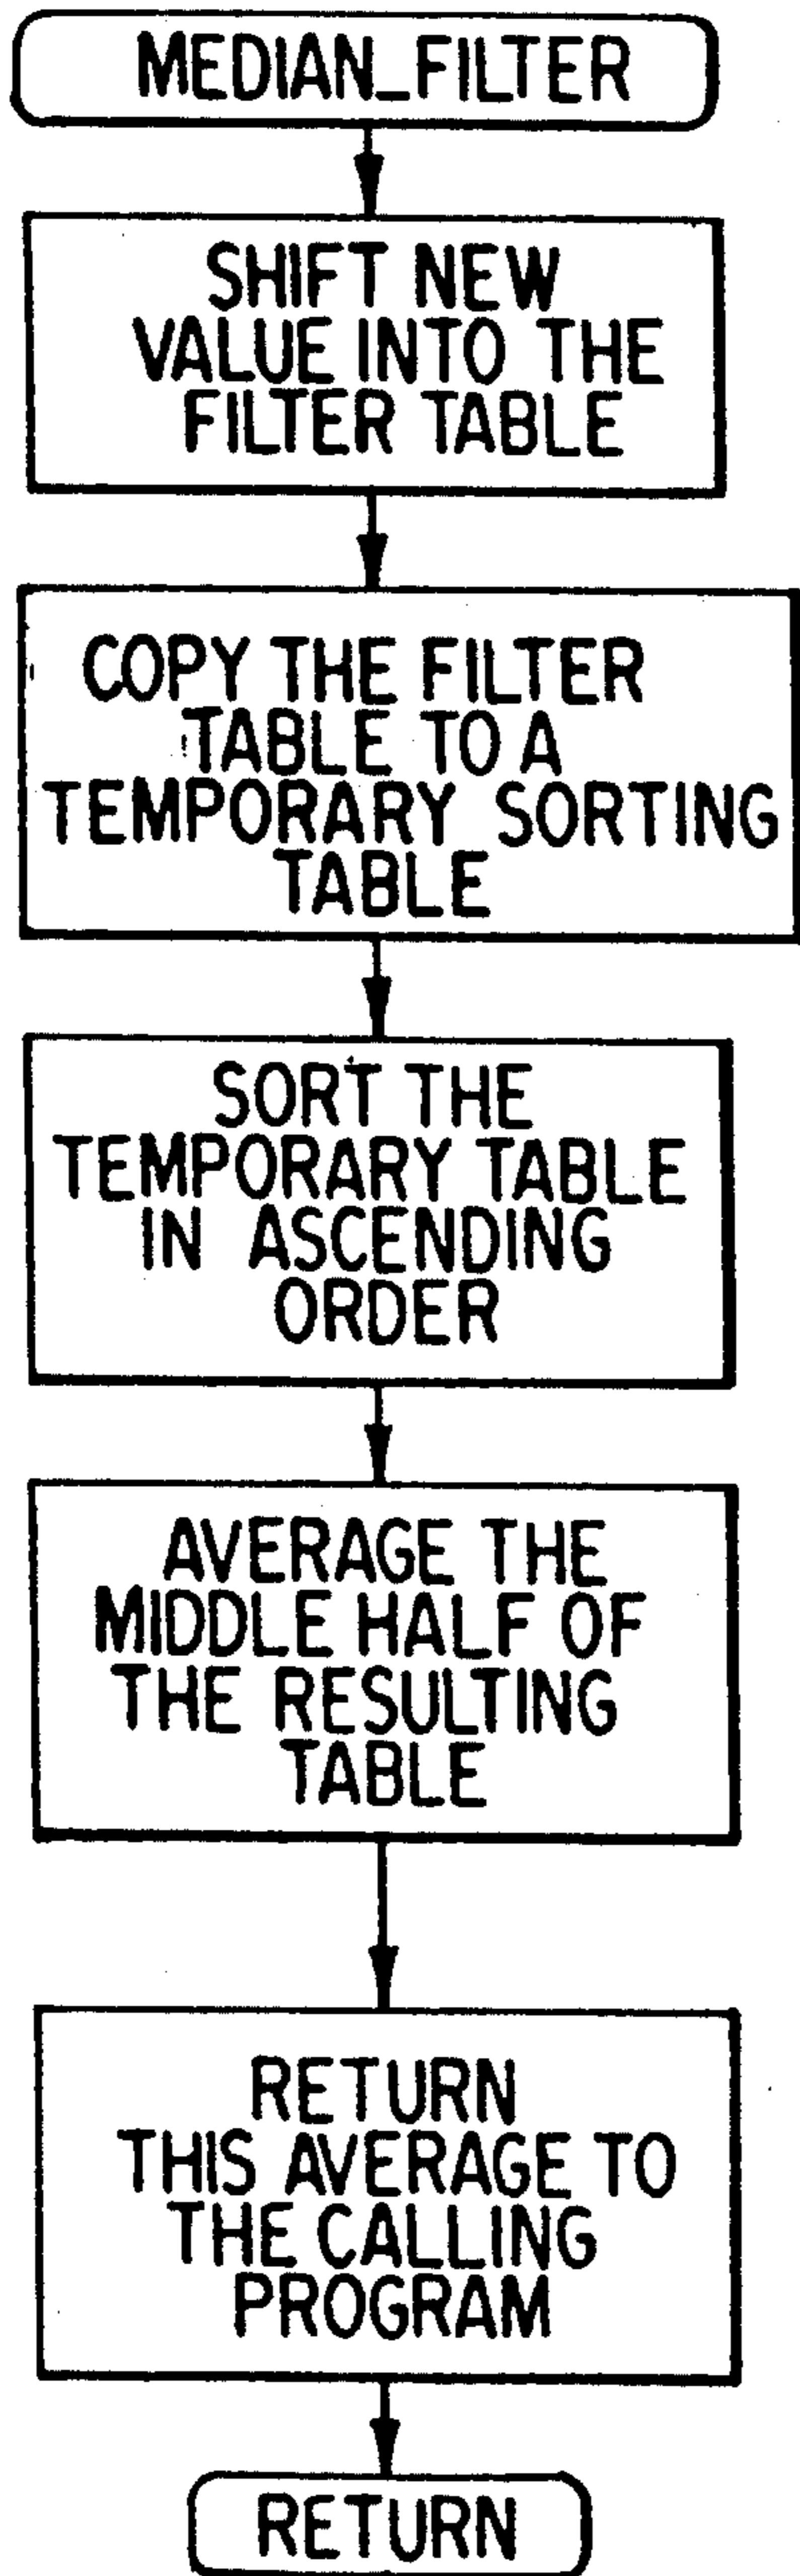 MEDIAN_FILTER
SHIFT NEW
VALUE INTO THE
FILTER TABLE
COPY THE FILTER
TABLE TO A
TEMPORARY SORTING
TABLE
SORT THE
TEMPORARY TABLE
IN ASCENDING
ORDER
AVERAGE THE
MIDDLE HALF OF
THE RESULTING
TABLE
RETURN
THIS AVERAGE TO
THE CALLING
PROGRAM
RETURN